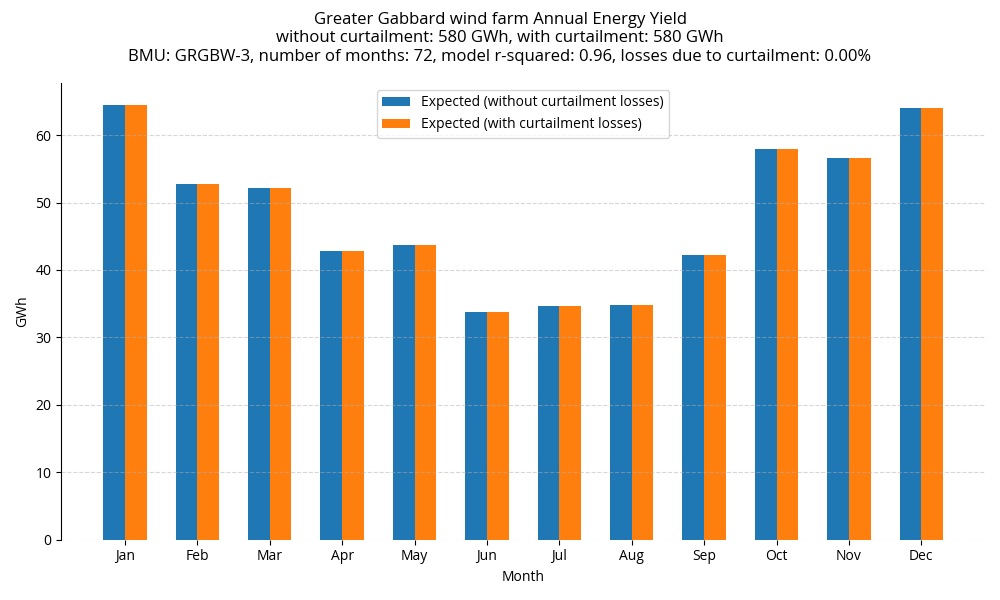 Greater Gabbard wind farm Annual Energy Yield
without curtailment: 580 GWh, with curtailment: 580 GWh
BMU: GRGBW-3, number of months: 72, model r-squared: 0.96, losses due to curtailment: 0.00%
Expected (without curtailment losses)
Expected (with curtailment losses)
GWh
60
50
40
30
20
10
0
Jan Feb Mar Apr May Jun Jul Aug Sep Oct Nov Dec
Month